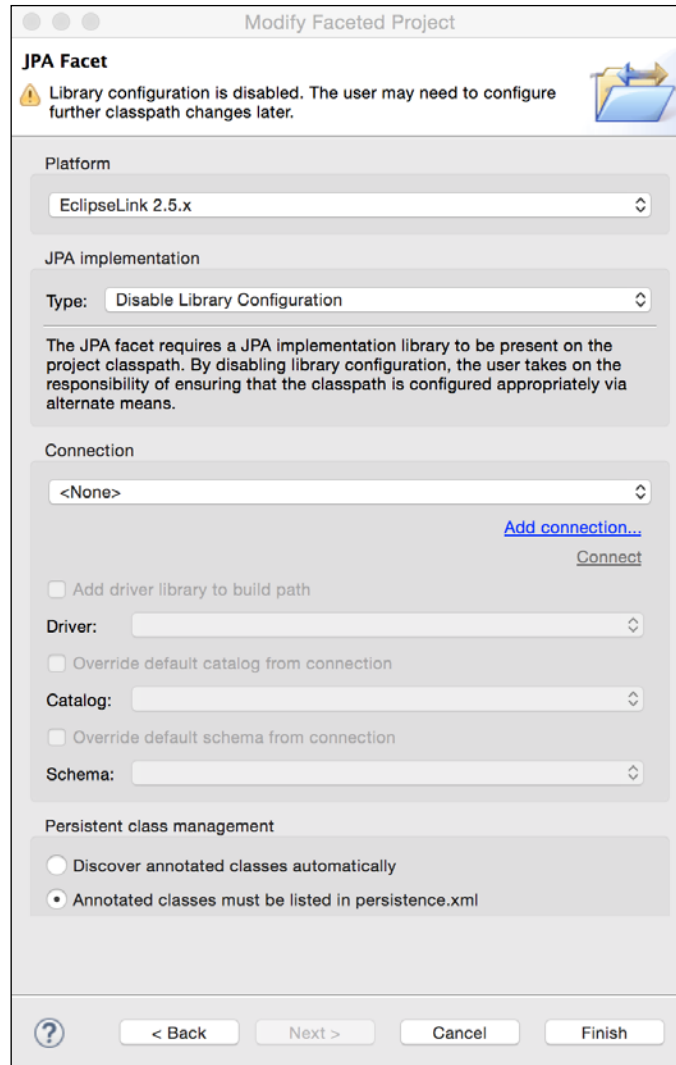 Modify Faceted Project
JPA Facet
Library configuration is disabled. The user may need to configure
further classpath changes later.
Platform
EclipseLink 2.5.x
JPA implementation
Type: Disable Library Configuration
The JPA facet requires a JPA implementation library to be present on the
project classpath. By disabling library configuration, the user takes on the
responsibility of ensuring that the classpath is configured appropriately via
alternate means.
Connection
<None>
Add connection...
Connect
Add driver library to build path
Driver:
Override default catalog from connection
Catalog:
Override default schema from connection
Schema:
Persistent class management
Discover annotated classes automatically
Annotated classes must be listed in persistence.xml
? < Back Next > Cancel Finish